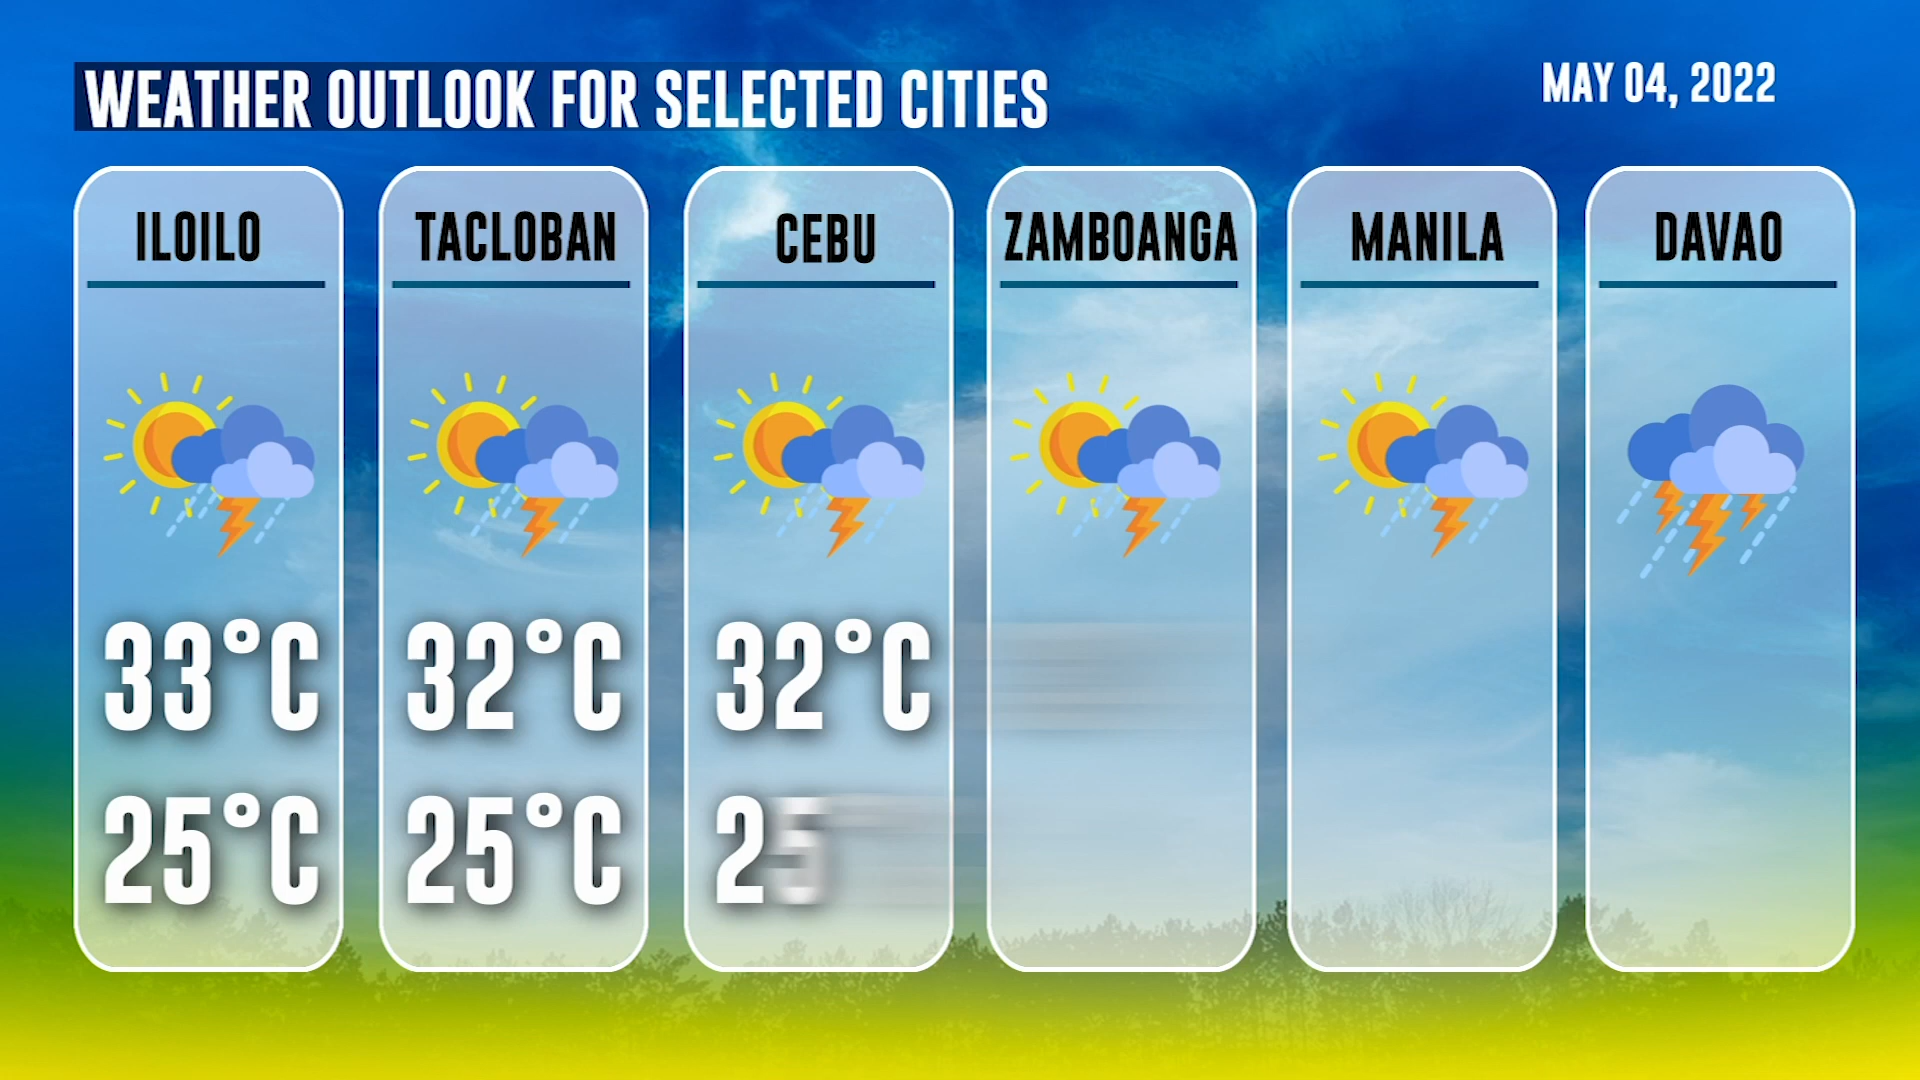 WEATHER OUTLOOK FOR SELECTED CITIES
MAY 04, 2022
ILOILO
33°C
25°C
TACLOBAN
32°C
25°C
CEBU
32°C
25
ZAMBOANGA
MANILA
DAVAO